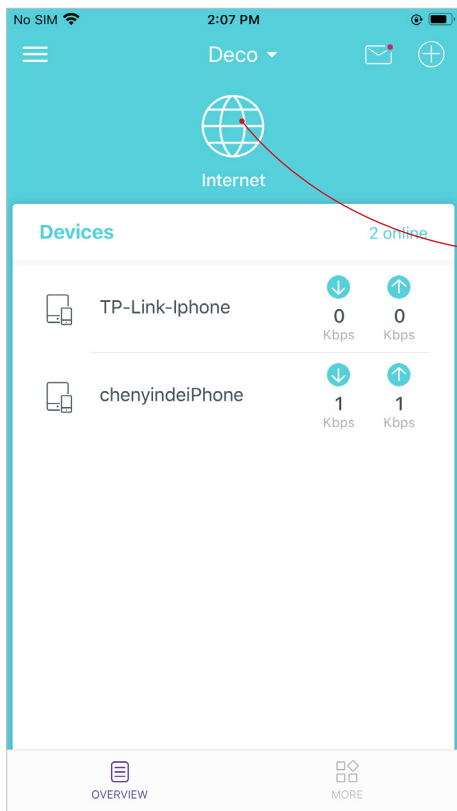 No SIM 2:07 PM
Deco
Internet
Devices 2 online
TP-Link-Iphone 0 Kbps 0 Kbps
chenyindeiPhone 1 Kbps 1 Kbps
OVERVIEW MORE